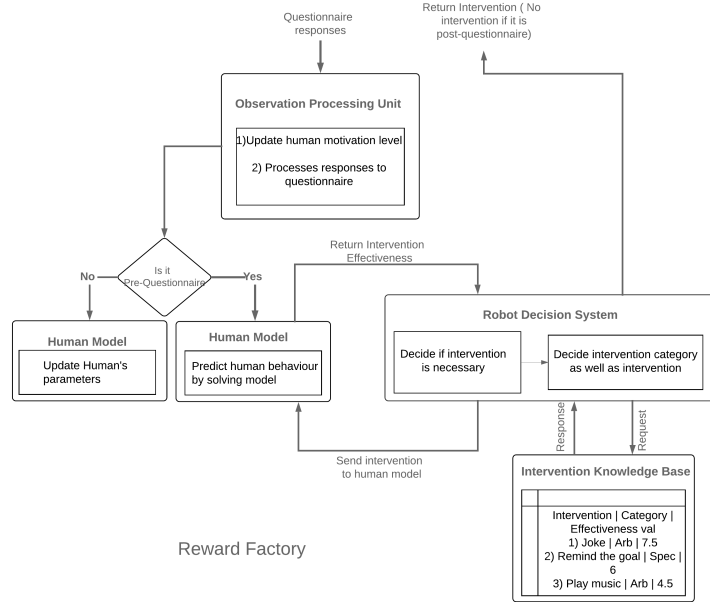 Questionnaire
responses
Return Intervention ( No
intervention if it is
post-questionnaire)
Observation Processing Unit
1)Update human motivation level
2) Processes responses to
questionnaire
Is it
Pre-Questionnaire
No
Yes
Return Intervention
Effectiveness
Human Model
Update Human's
parameters
Human Model
Predict human behaviour
by solving model
Robot Decision System
Decide if intervention
is necessary
Decide intervention category
as well as intervention
Response
Request
Send intervention
to human model
Intervention Knowledge Base
Intervention | Category |
Effectiveness val
1) Joke | Arb | 7.5
2) Remind the goal | Spec |
6
3) Play music | Arb | 4.5
Reward Factory